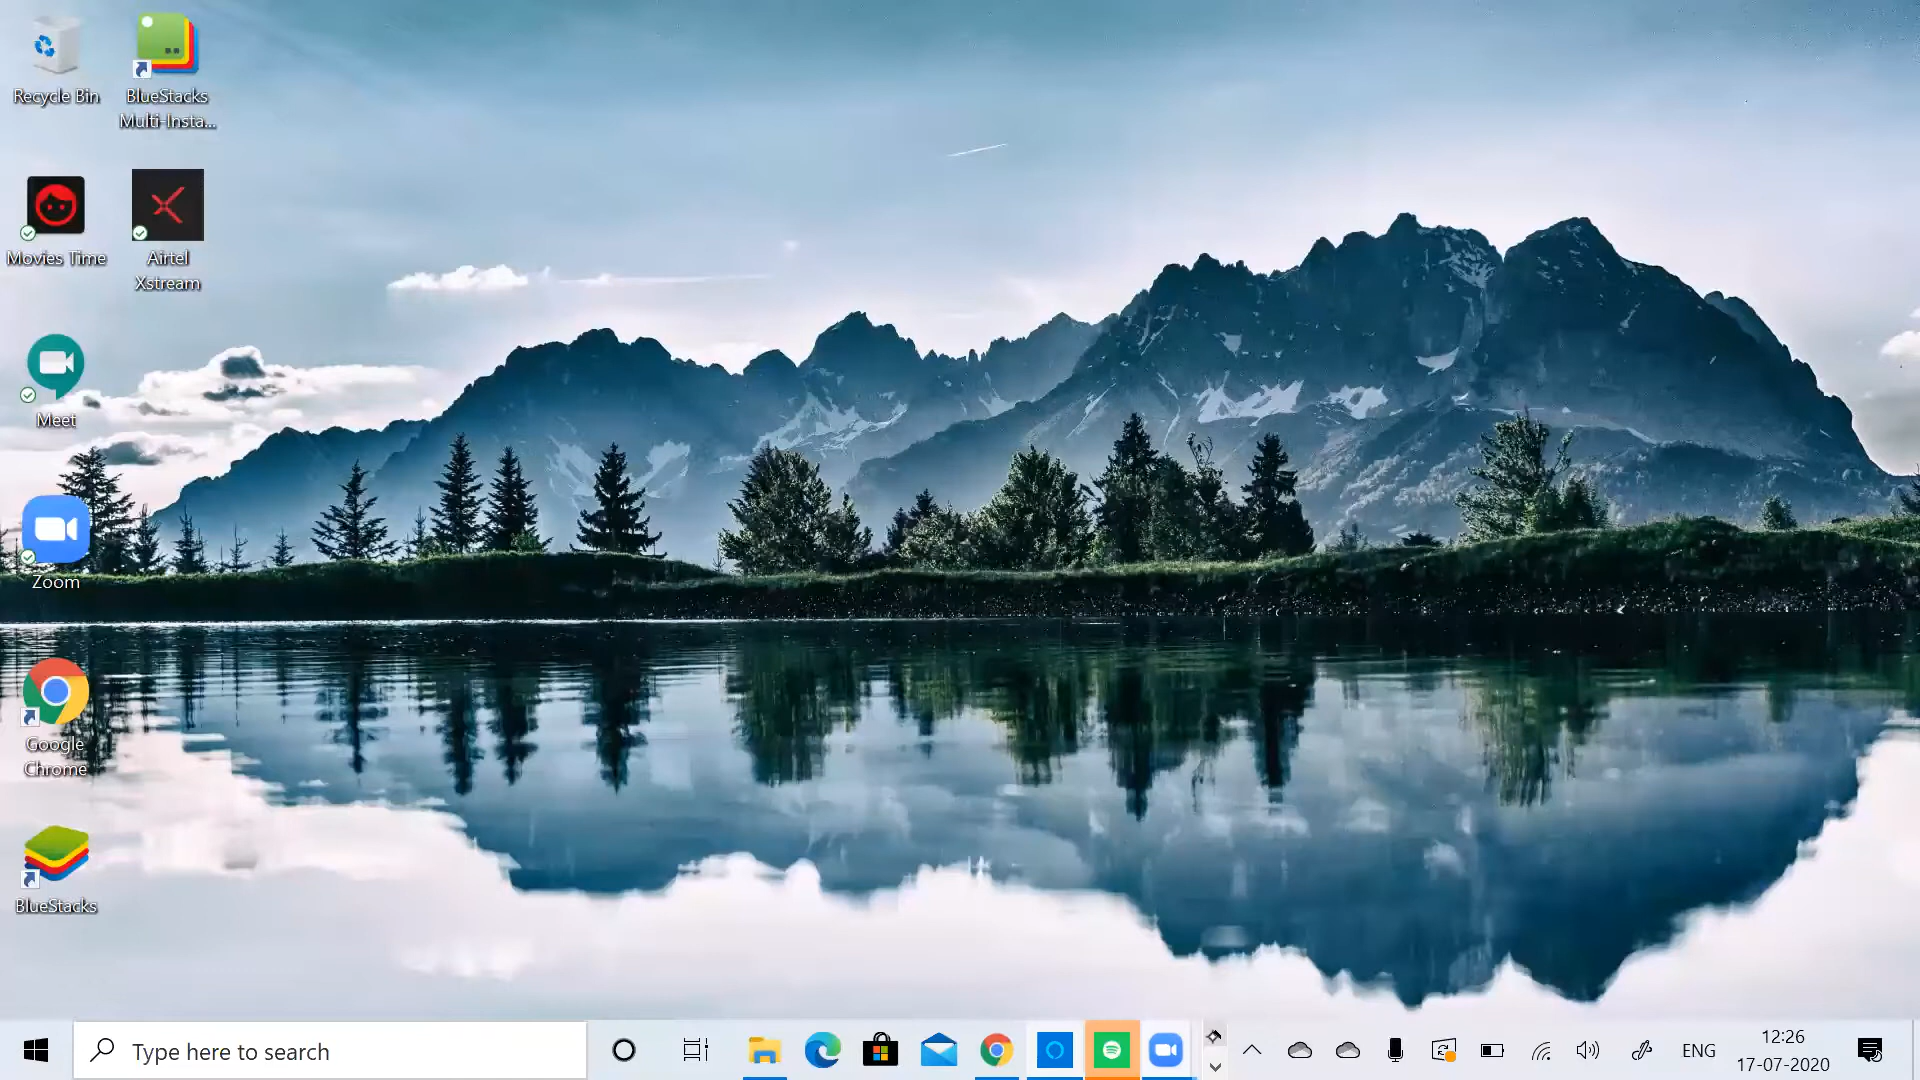 Recycle Bin
BlueStacks
Multi-Insta...
Movies Time
Airtel
Xstream
Meet
Zoom
Google
Chrome
BlueStacks
Type here to search
ENG
12:26
17-07-2020